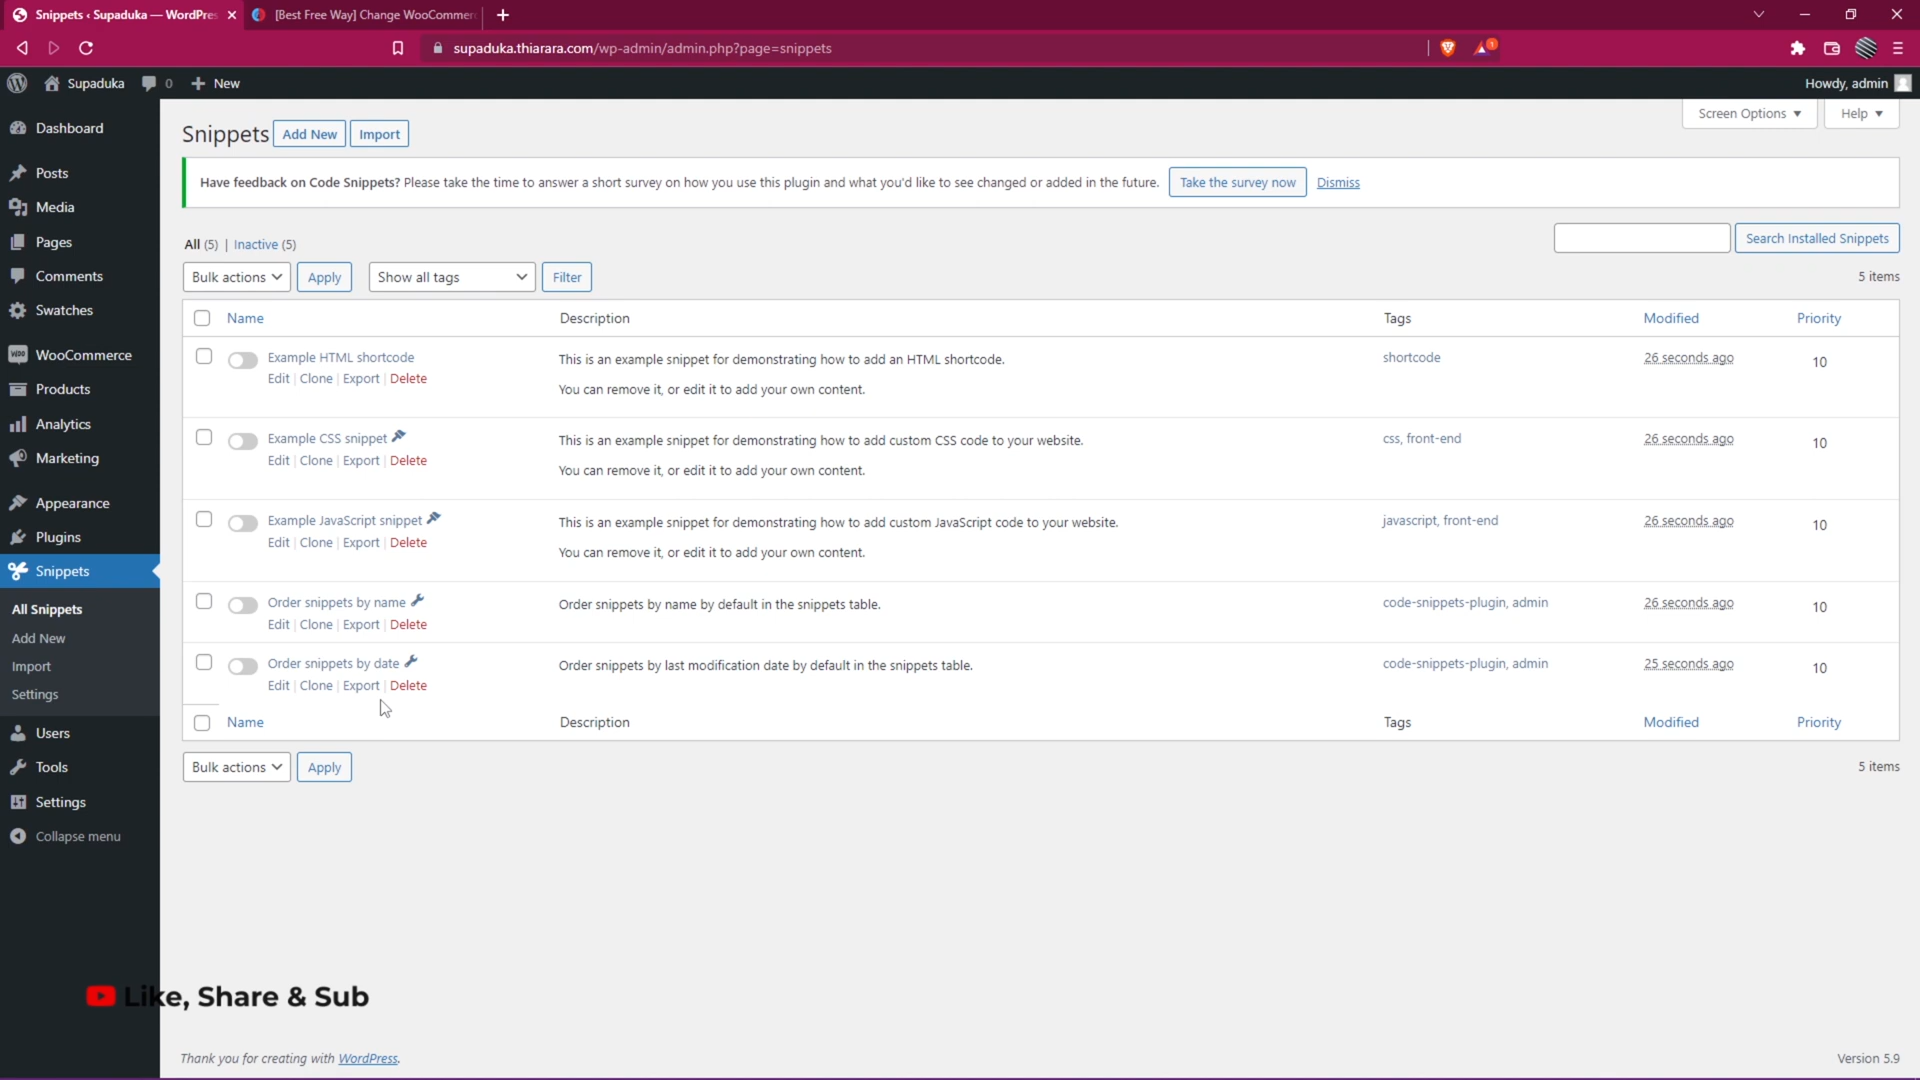 Snippets ‹ Supaduka — WordPres
[Best Free Way] Change WooCommerc
supaduka.thiarara.com/wp-admin/admin.php?page=snippets
1
Supaduka
0
New
Howdy, admin
Screen Options
Help
Dashboard
Posts
Media
Pages
Comments
Swatches
WooCommerce
Products
Analytics
Marketing
Appearance
Plugins
Snippets
All Snippets
Add New
Import
Settings
Users
Tools
Settings
Collapse menu
Snippets
Add New
Import
Have feedback on Code Snippets? Please take the time to answer a short survey on how you use this plugin and what you'd like to see changed or added in the future.
Take the survey now
Dismiss
All (5) | Inactive (5)
Search Installed Snippets
Bulk actions
Apply
Show all tags
Filter
5 items
Name Description Tags Modified Priority
Example HTML shortcode
Edit | Clone | Export | Delete
This is an example snippet for demonstrating how to add an HTML shortcode.
You can remove it, or edit it to add your own content.
shortcode
26 seconds ago
10
Example CSS snippet
Edit | Clone | Export | Delete
This is an example snippet for demonstrating how to add custom CSS code to your website.
You can remove it, or edit it to add your own content.
css, front-end
26 seconds ago
10
Example JavaScript snippet
Edit | Clone | Export | Delete
This is an example snippet for demonstrating how to add custom JavaScript code to your website.
You can remove it, or edit it to add your own content.
javascript, front-end
26 seconds ago
10
Order snippets by name
Edit | Clone | Export | Delete
Order snippets by name by default in the snippets table.
code-snippets-plugin, admin
26 seconds ago
10
Order snippets by date
Edit | Clone | Export | Delete
Order snippets by last modification date by default in the snippets table.
code-snippets-plugin, admin
25 seconds ago
10
Name Description Tags Modified Priority
Bulk actions
Apply
5 items
Like, Share & Sub
Thank you for creating with WordPress.
Version 5.9